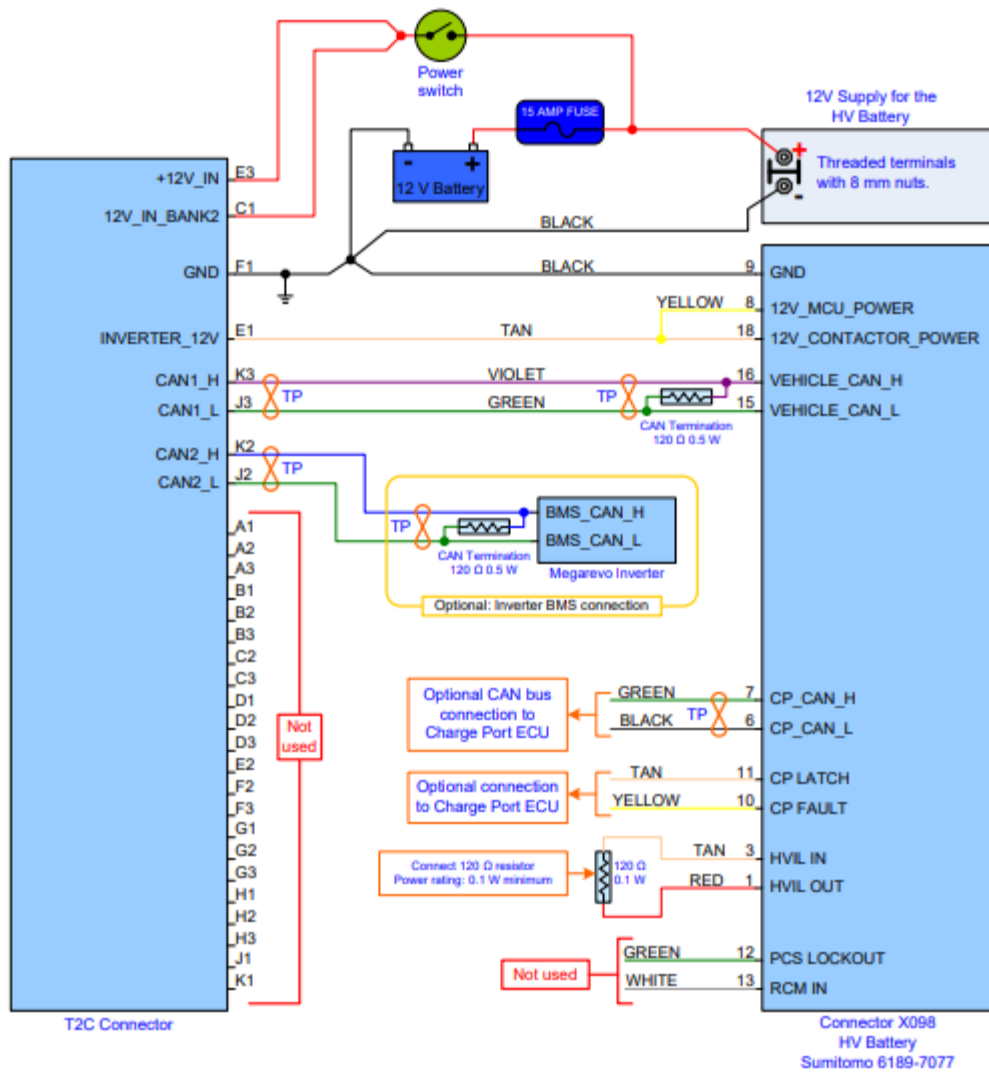 Power
switch
15 AMP FUSE
- +
12 V Battery
12V Supply for the
HV Battery
+
-
Threaded terminals
with 8 mm nuts.
+12V_IN E3
12V_IN_BANK2 C1
BLACK
GND F1 BLACK 9 GND
YELLOW 8 12V_MCU_POWER
INVERTER_12V E1 TAN 18 12V_CONTACTOR_POWER
CAN1_H K3 VIOLET 16 VEHICLE_CAN_H
TP TP
CAN1_L J3 GREEN 15 VEHICLE_CAN_L
CAN Termination
120 Ω 0.5 W
CAN2_H K2
TP
CAN2_L J2
TP
BMS_CAN_H
BMS_CAN_L
CAN Termination
120 Ω 0.5 W
Megarevo Inverter
Optional: Inverter BMS connection
A1
A2
A3
B1
B2
B3
C2
C3
D1
D2
D3
E2
F2
F3
G1
G2
G3
H1
H2
H3
J1
K1
Not
used
Optional CAN bus
connection to
Charge Port ECU
GREEN 7 CP_CAN_H
TP
BLACK 6 CP_CAN_L
Optional connection
to Charge Port ECU
TAN 11 CP LATCH
YELLOW 10 CP FAULT
Connect 120 Ω resistor
Power rating: 0.1 W minimum
120 Ω
0.1 W
TAN 3 HVIL IN
RED 1 HVIL OUT
Not used
GREEN 12 PCS LOCKOUT
WHITE 13 RCM IN
T2C Connector
Connector X098
HV Battery
Sumitomo 6189-7077